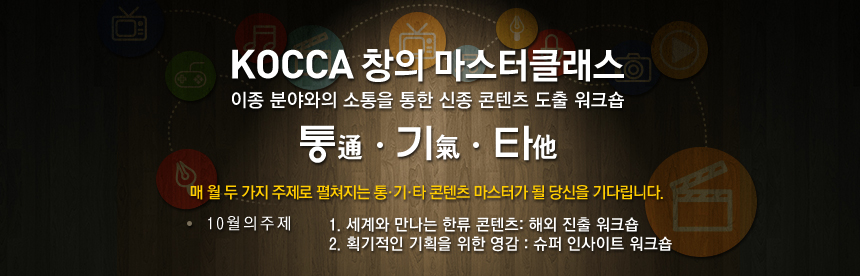 KOCCA 창의 마스터클래스
이종 분야와의 소통을 통한 신종 콘텐츠 도출 워크숍
통通 · 기氣 · 타他
매 월 두 가지 주제로 펼쳐지는 통·기·타 콘텐츠 마스터가 될 당신을 기다립니다.
• 10월의주제
1. 세계와 만나는 한류 콘텐츠: 해외 진출 워크숍
2. 획기적인 기획을 위한 영감 : 슈퍼 인사이트 워크숍